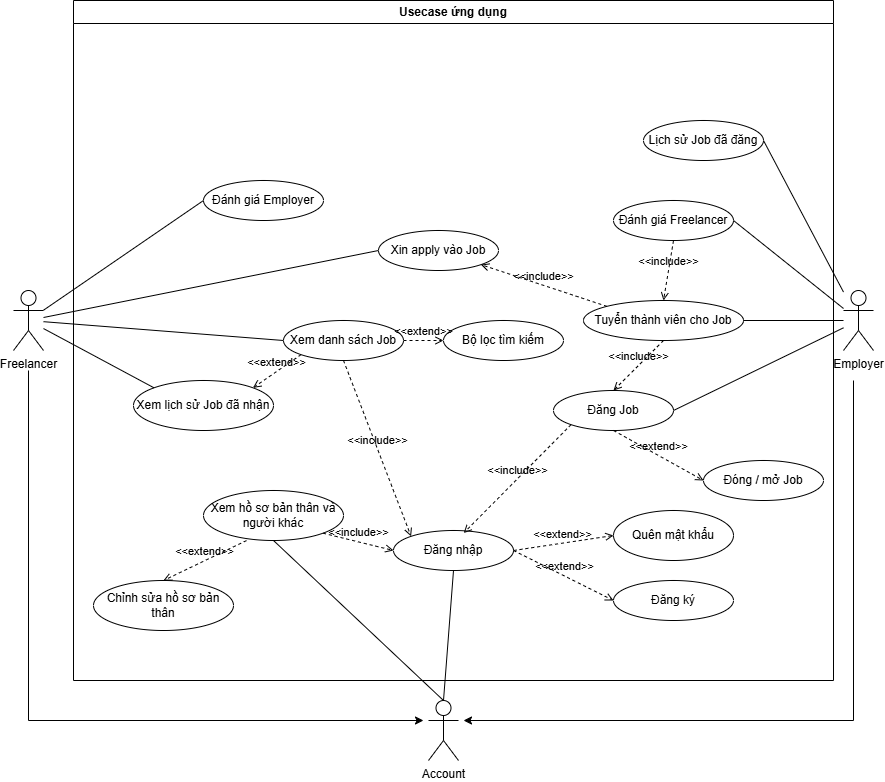 Usecase ứng dụng
Lịch sử Job đã đăng
Đánh giá Employer
Đánh giá Freelancer
Xin apply vào Job
<<include>>
<<include>>
Tuyển thành viên cho Job
Freelancer
Employer
Xem danh sách Job
<<extend>>
Bộ lọc tìm kiếm
<<extend>>
<<include>>
Xem lịch sử Job đã nhận
Đăng Job
<<include>>
<<extend>>
<<include>>
Đóng / mở Job
Xem hồ sơ bản thân và
người khác
<<include>>
<<extend>>
Đăng nhập
<<extend>>
Quên mật khẩu
<<extend>>
Chỉnh sửa hồ sơ bản
thân
Đăng ký
Account